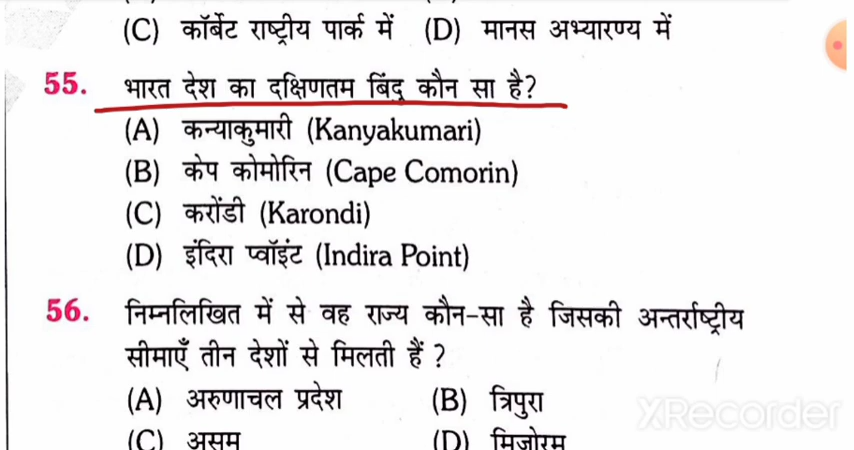 (C) कॉर्बेट राष्ट्रीय पार्क में (D) मानस अभ्यारण्य में
55. भारत देश का दक्षिणतम बिंदु कौन सा है?
(A) कन्याकुमारी (Kanyakumari)
(B) केप कोमोरिन (Cape Comorin)
(C) करोंडी (Karondi)
(D) इंदिरा प्वॉइंट (Indira Point)
56. निम्नलिखित में से वह राज्य कौन-सा है जिसकी अन्तर्राष्ट्रीय
सीमाएँ तीन देशों से मिलती हैं ?
(A) अरुणाचल प्रदेश (B) त्रिपुरा
(C) असम (D) मिजोरम
XRecorder